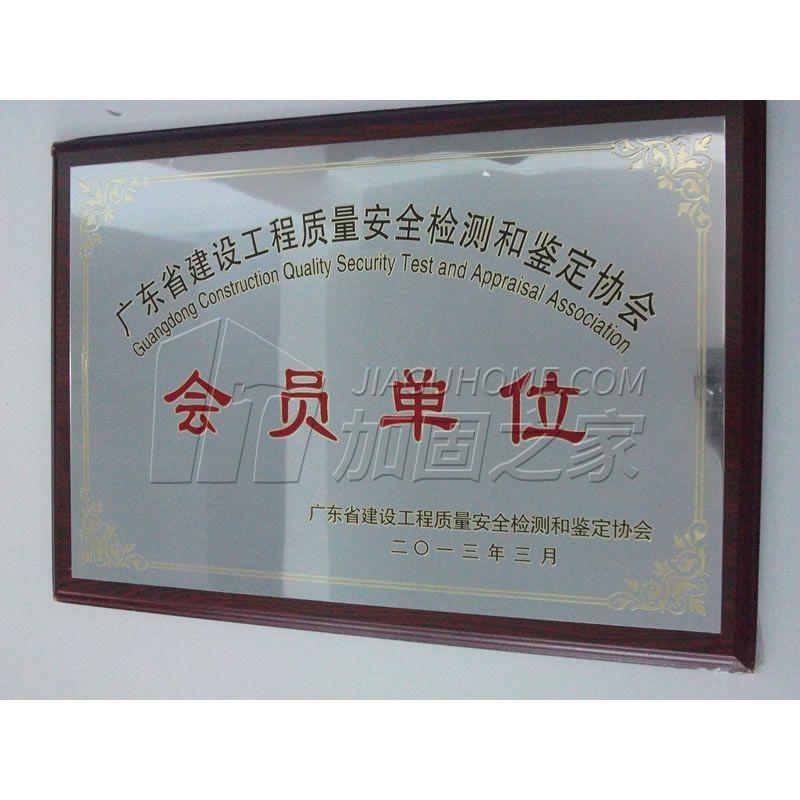 广东省建设工程质量安全检测和鉴定协会
Guangdong Construction Quality Security Test and Appraisal Association
JIAGUHOME.COM
会员单位
加固之家
广东省建设工程质量安全检测和鉴定协会
二〇一三年三月